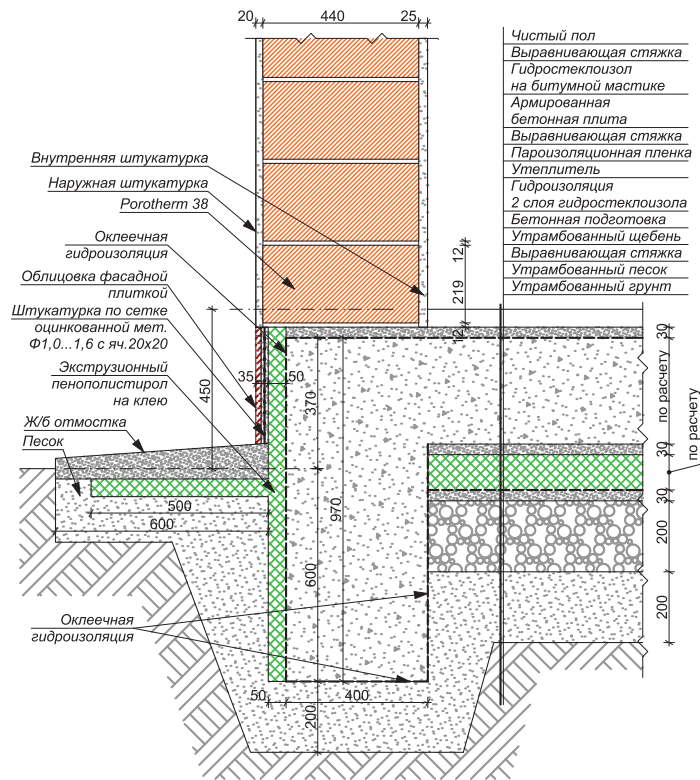 20 440 25
Чистый пол
Выравнивающая стяжка
Гидростеклоизол
на битумной мастике
Армированная
бетонная плита
Выравнивающая стяжка
Пароизоляционная пленка
Утеплитель
Гидроизоляция
2 слоя гидростеклоизола
Бетонная подготовка
Утрамбованный щебень
Выравнивающая стяжка
Утрамбованный песок
Утрамбованный грунт
Внутренняя штукатурка
Наружная штукатурка
Porotherm 38
Оклеечная
гидроизоляция
Облицовка фасадной
плиткой
Штукатурка по сетке
оцинкованной мет.
Ф1,0...1,6 с яч.20х20
Экструзионный
пенополистирол
на клею
Ж/б отмостка
Песок
Оклеечная
гидроизоляция
12
219
12
450
35
50
370
970
600
500
600
50
400
200
30
по расчету
30
по расчету
30
200
200